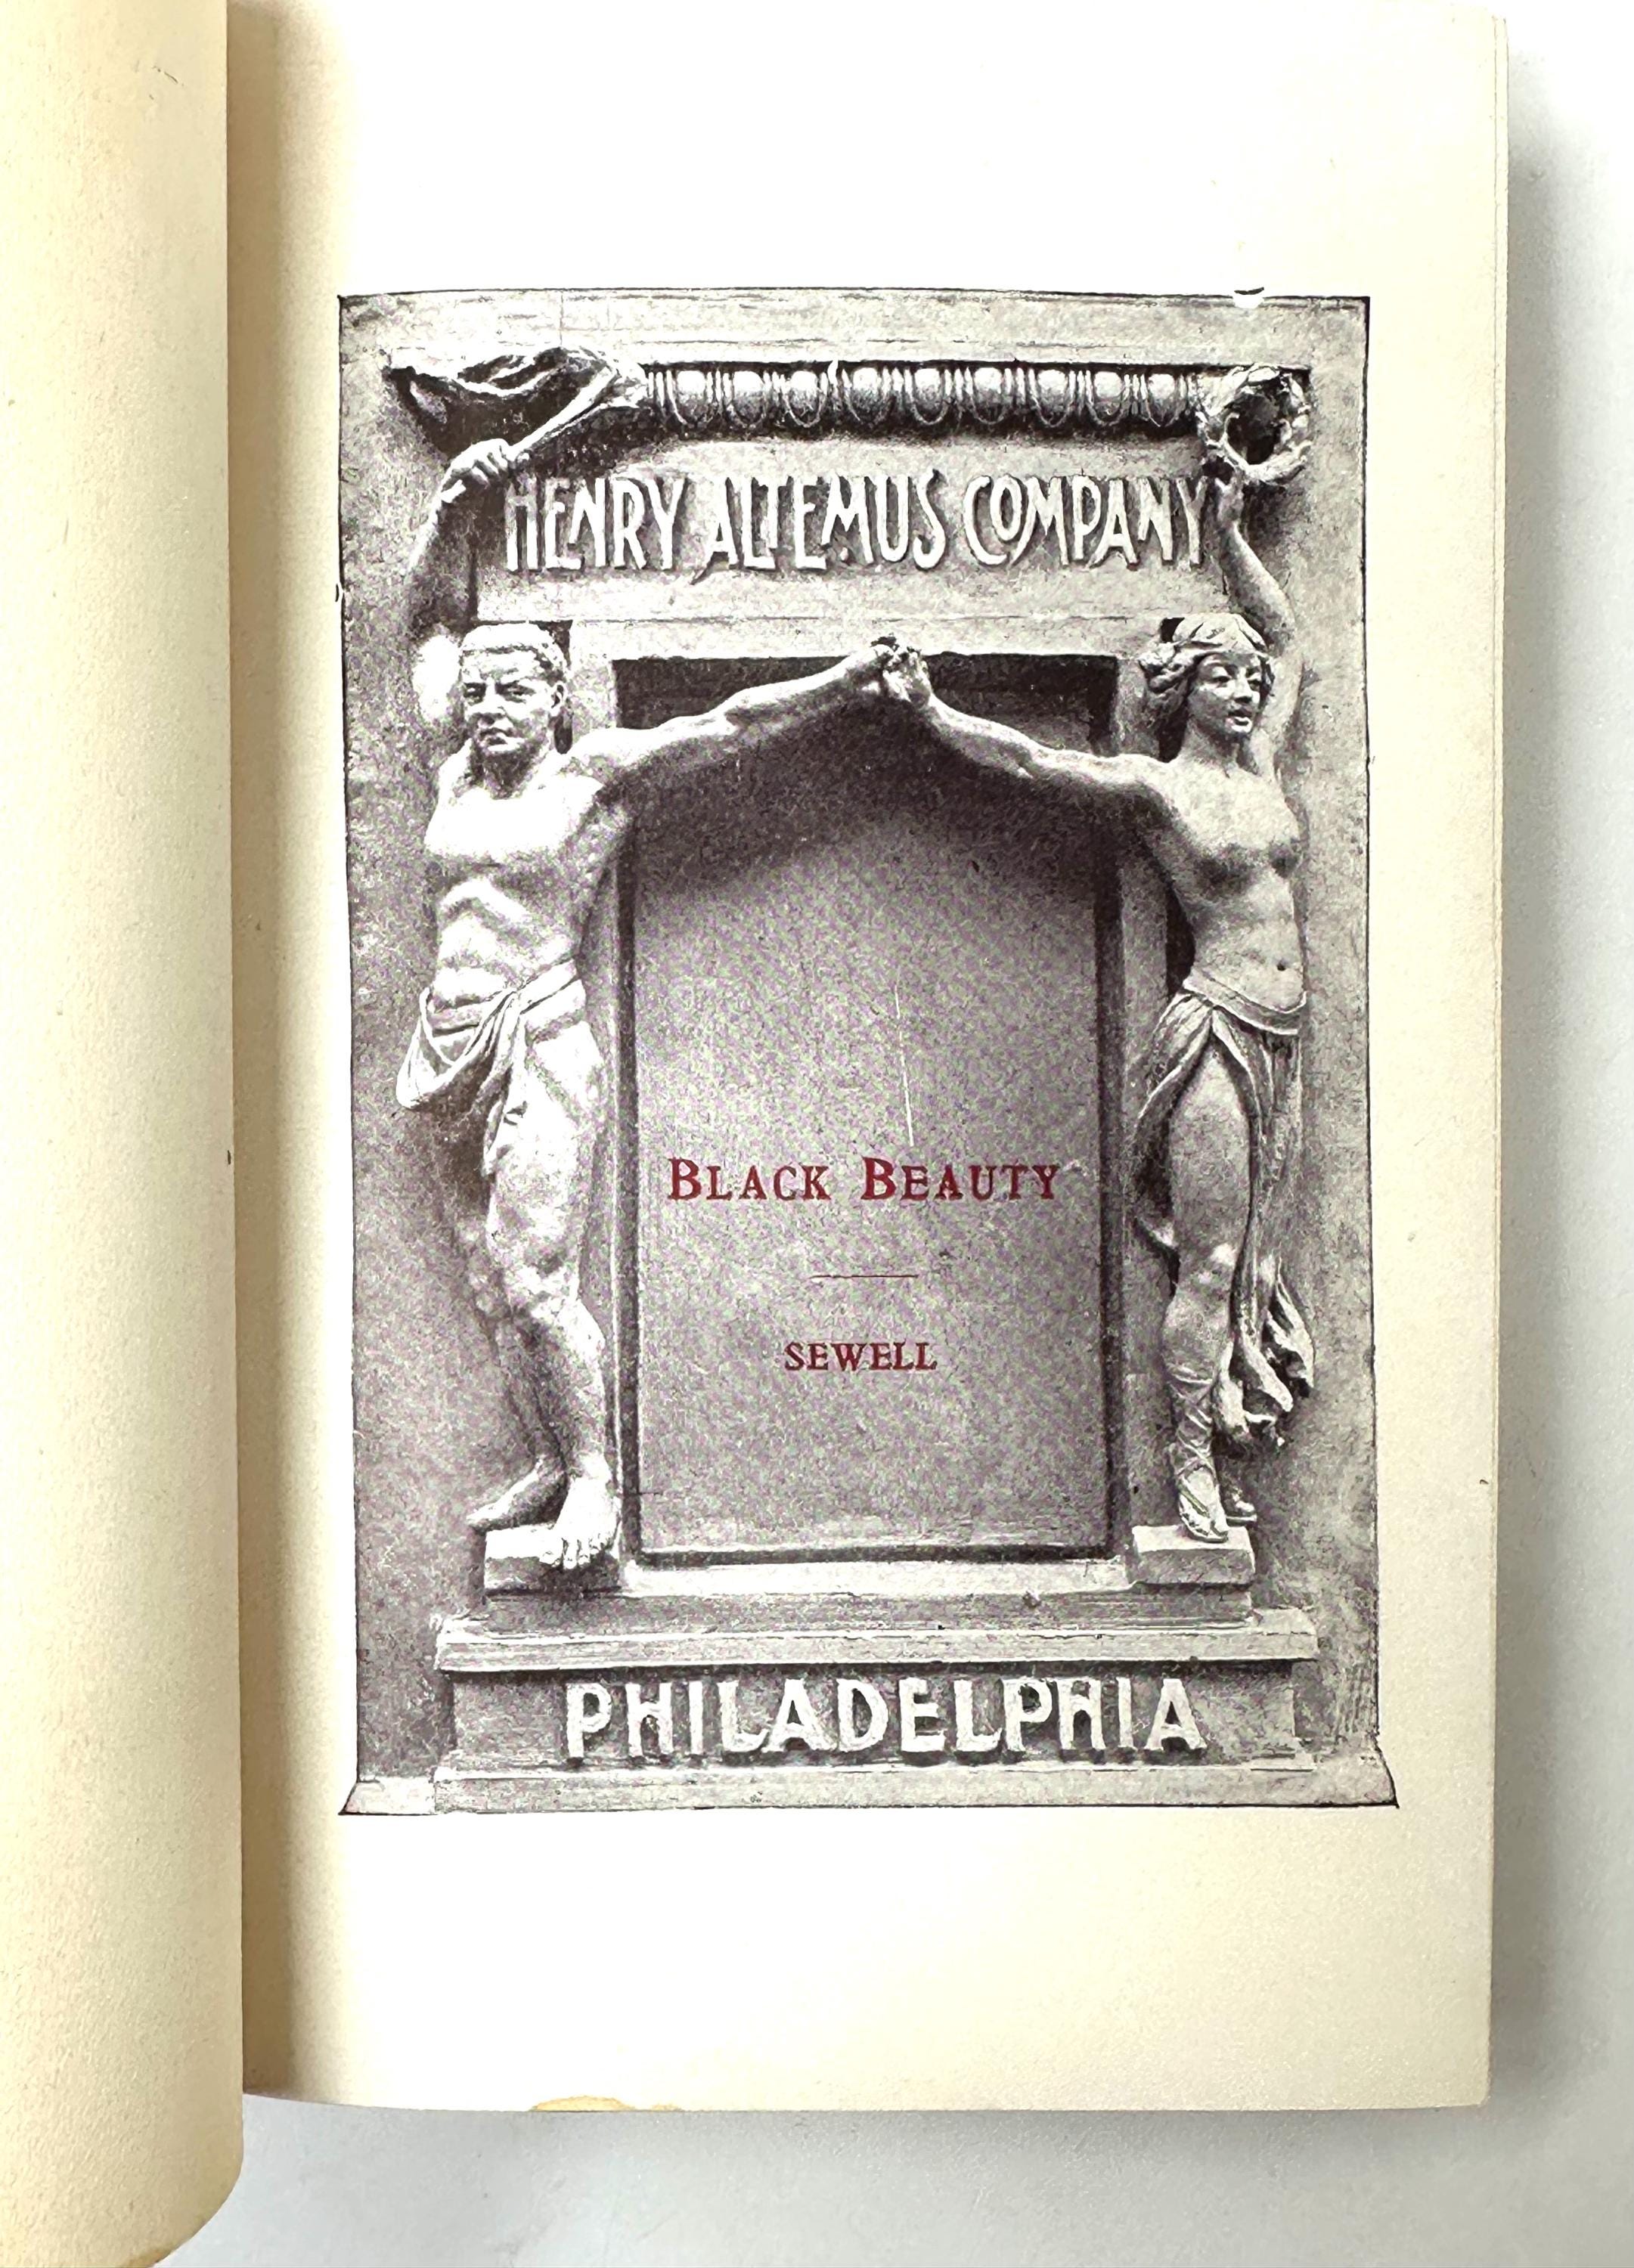 HENRY ALTEMUS COMPANY
BLACK BEAUTY
SEWELL
PHILADELPHIA